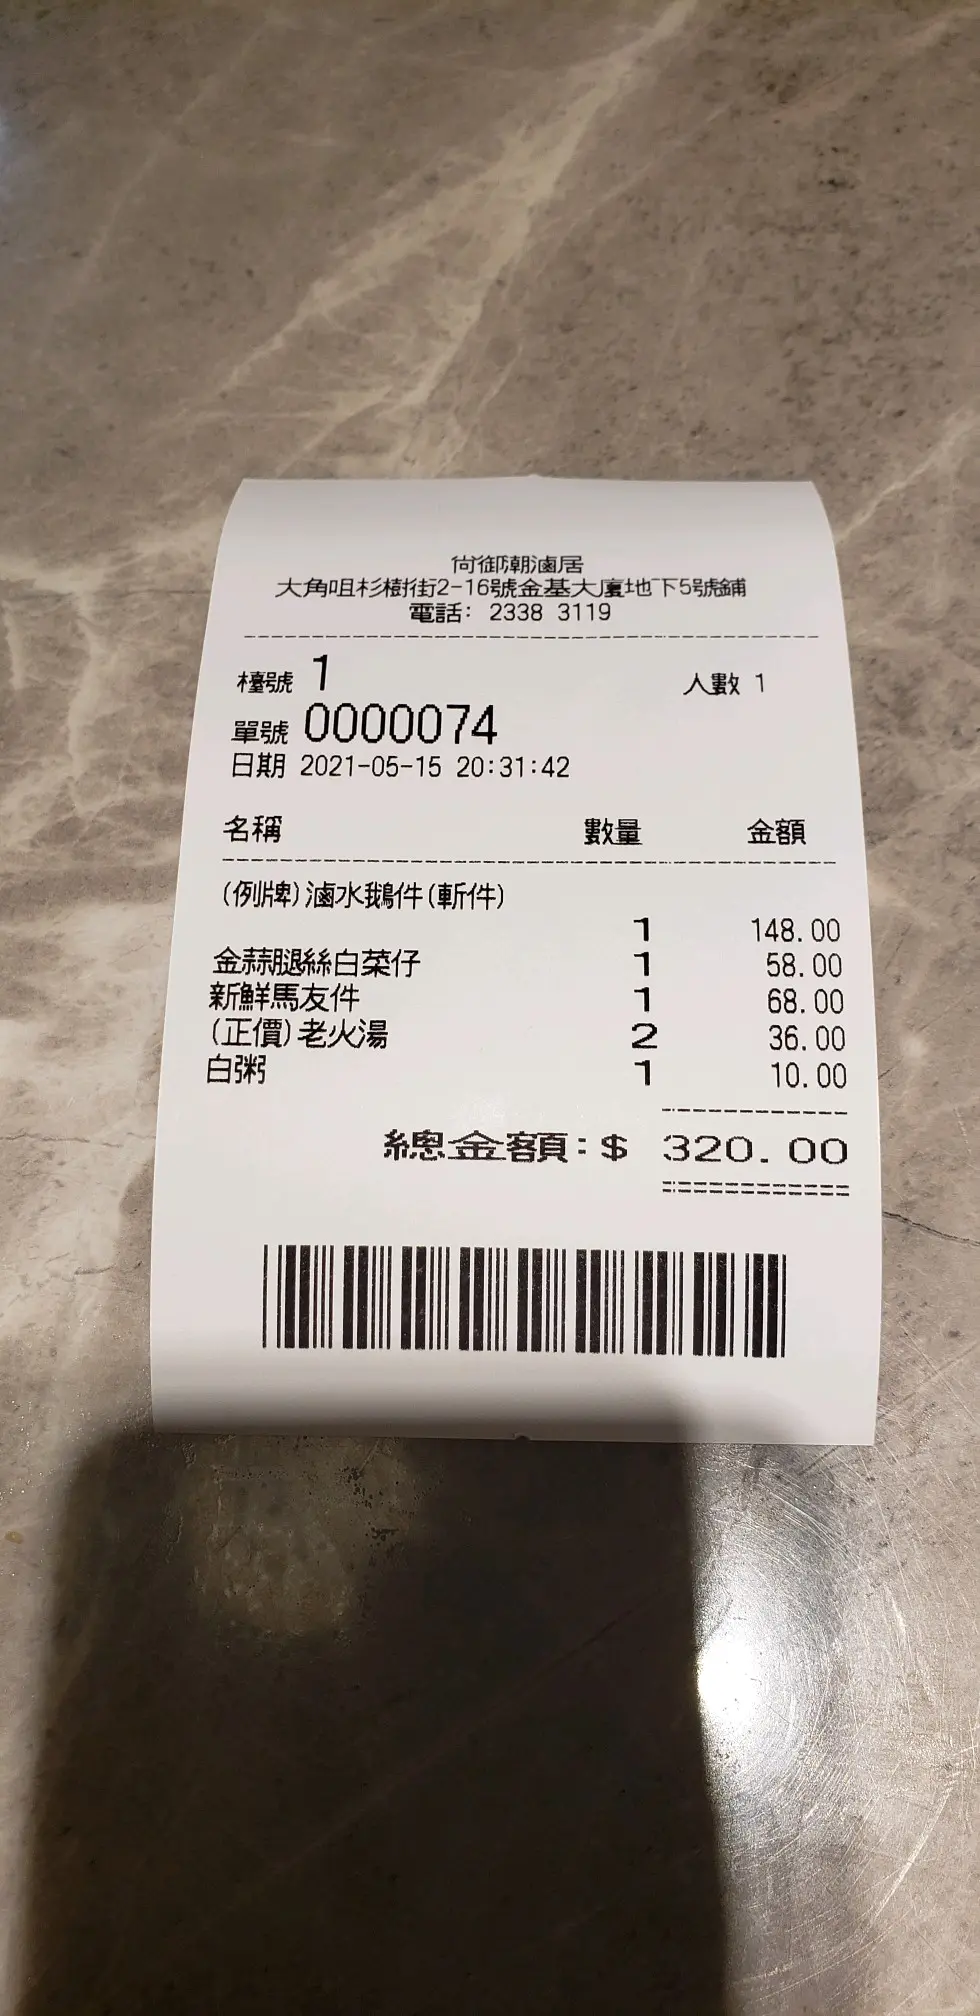 尙御潮滷居
大角咀杉樹街2-16號金基大廈地下5號鋪
電話: 2338 3119
檯號 1 人數 1
單號 0000074
日期 2021-05-15 20:31:42
名稱 數量 金額
(例牌)滷水鵝件(斬件)
1 148.00
金蒜腿絲白菜仔 1 58.00
新鮮馬友件 1 68.00
(正價)老火湯 2 36.00
白粥 1 10.00
總金額:$ 320.00